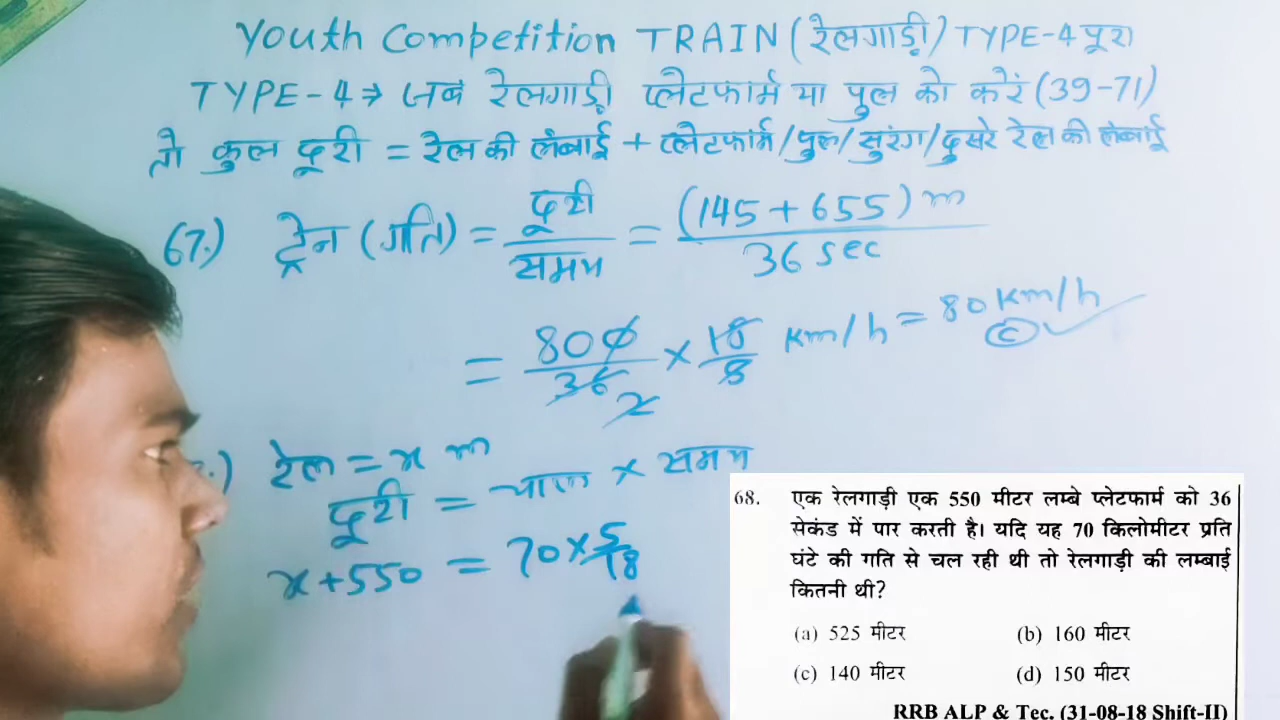 Youth Competition TRAIN (रेलगाड़ी) TYPE-4 पूरा
TYPE-4 ⇒ जब रेलगाड़ी प्लेटफार्म या पुल को करें (39-71)
तो कुल दूरी = रेल की लंबाई + प्लेटफार्म/पुल/सुरंग/दुसरे रेल की लंबाई
67.) ट्रेन (गति) = दूरी/समय = (145+655) m/36 sec
= 800/36 2 × 18/5 km/h = 80 km/h
C ✓
.) रेल = x m
दूरी = चाल × समय
x+550 = 70×5/18
68. एक रेलगाड़ी एक 550 मीटर लम्बे प्लेटफार्म को 36
सेकंड में पार करती है। यदि यह 70 किलोमीटर प्रति
घंटे की गति से चल रही थी तो रेलगाड़ी की लम्बाई
कितनी थी?
(a) 525 मीटर (b) 160 मीटर
(c) 140 मीटर (d) 150 मीटर
RRB ALP & Tec. (31-08-18 Shift-II)